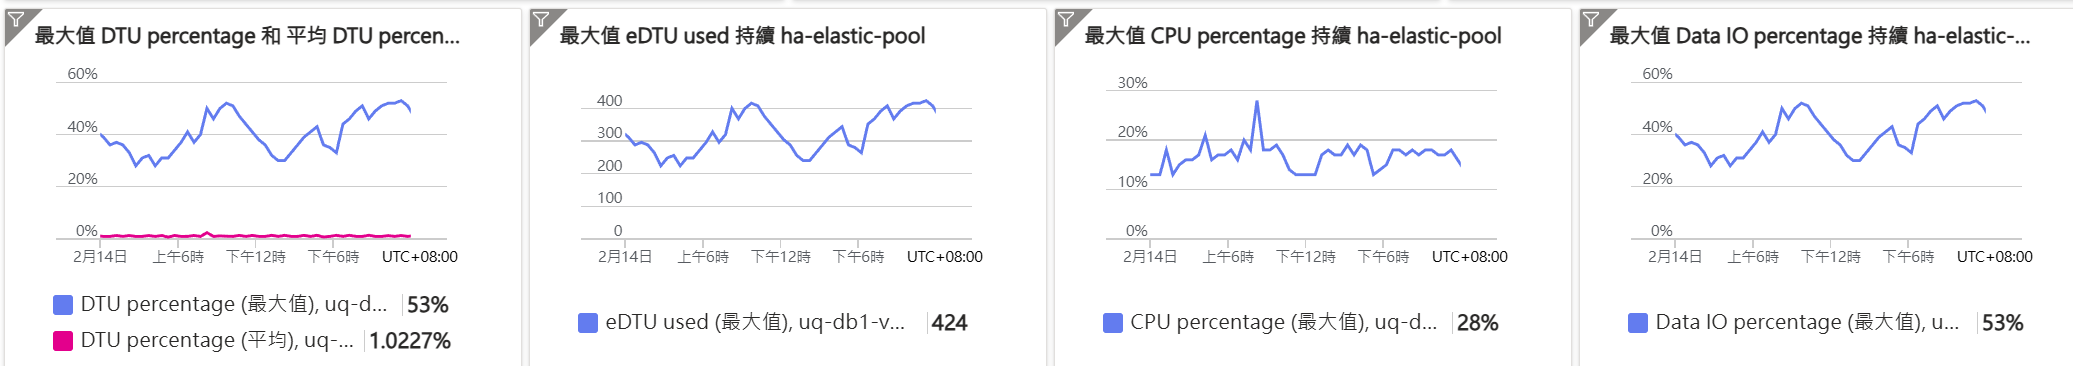 最大值 DTU percentage 和 平均 DTU percen...
60%
40%
20%
0%
2月14日 上午6時 下午12時 下午6時 UTC+08:00
DTU percentage (最大值), uq-d... 53%
DTU percentage (平均), uq-... 1.0227%
最大值 eDTU used 持續 ha-elastic-pool
400
300
200
100
0
2月14日 上午6時 下午12時 下午6時 UTC+08:00
eDTU used (最大值), uq-db1-v... 424
最大值 CPU percentage 持續 ha-elastic-pool
30%
20%
10%
0%
2月14日 上午6時 下午12時 下午6時 UTC+08:00
CPU percentage (最大值), uq-d... 28%
最大值 Data IO percentage 持續 ha-elastic-...
60%
40%
20%
0%
2月14日 上午6時 下午12時 下午6時 UTC+08:00
Data IO percentage (最大值), u... 53%